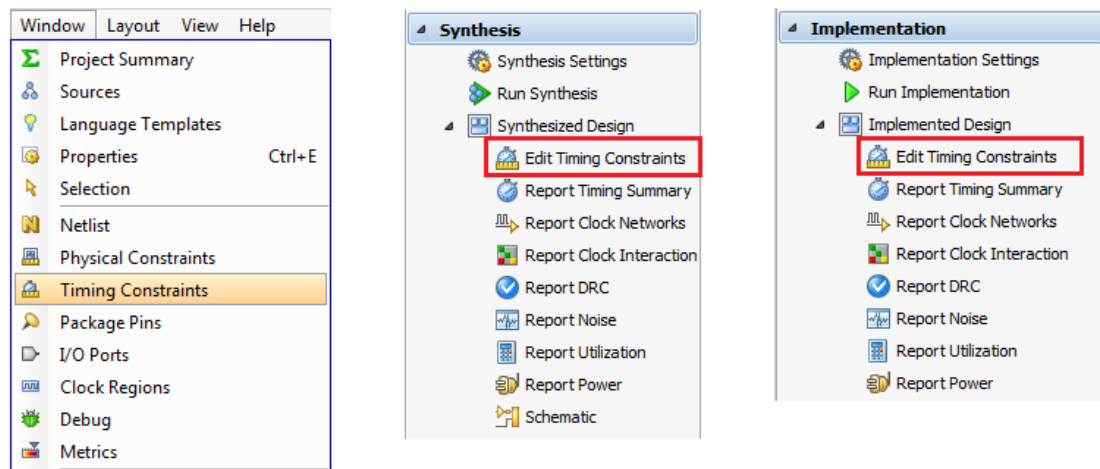 Window Layout View Help
Project Summary
Sources
Language Templates
Properties Ctrl+E
Selection
Netlist
Physical Constraints
Timing Constraints
Package Pins
I/O Ports
Clock Regions
Debug
Metrics
Synthesis
Synthesis Settings
Run Synthesis
Synthesized Design
Edit Timing Constraints
Report Timing Summary
Report Clock Networks
Report Clock Interaction
Report DRC
Report Noise
Report Utilization
Report Power
Schematic
Implementation
Implementation Settings
Run Implementation
Implemented Design
Edit Timing Constraints
Report Timing Summary
Report Clock Networks
Report Clock Interaction
Report DRC
Report Noise
Report Utilization
Report Power